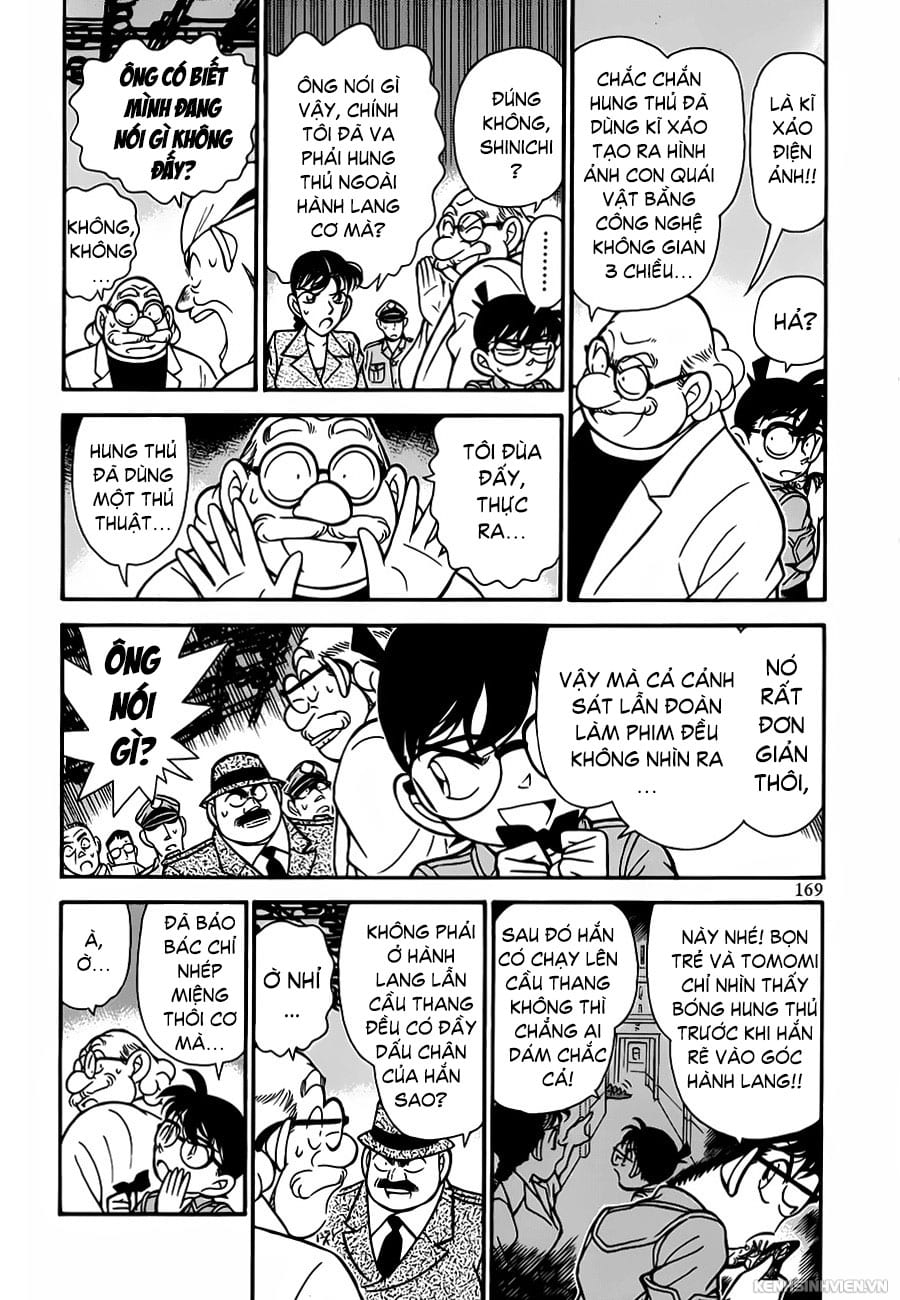 LÀ KĨ
XẢO
ĐIỆN
ẢNH!!
CHẮC CHẮN
HUNG THỦ ĐÃ
DÙNG KĨ XẢO
TẠO RA HÌNH
ẢNH CON QUÁI
VẬT BẰNG
CÔNG NGHỆ
KHÔNG GIAN
3 CHIỀU...
HẢ?
ĐÚNG
KHÔNG,
SHINICHI
?
.........
ÔNG NÓI GÌ
VẬY, CHÍNH
TÔI ĐÃ VA
PHẢI HUNG
THỦ NGOÀI
HÀNH LANG
CƠ MÀ?
ÔNG CÓ BIẾT
MÌNH ĐANG
NÓI GÌ KHÔNG
ĐẤY?
KHÔNG,
KHÔNG
...
TÔI ĐÙA
ĐẤY,
THỰC
RA...
HUNG THỦ
ĐÃ DÙNG
MỘT THỦ
THUẬT...
NÓ
RẤT
ĐƠN
GIẢN
THÔI,
VẬY MÀ CẢ CẢNH
SÁT LẪN ĐOÀN
LÀM PHIM ĐỀU
KHÔNG NHÌN RA
...
ÔNG
NÓI
GÌ?
169
NÀY NHÉ! BỌN
TRẺ VÀ TOMOMI
CHỈ NHÌN THẤY
BÓNG HUNG THỦ
TRƯỚC KHI HẮN
RẼ VÀO GÓC
HÀNH LANG!!
SAU ĐÓ HẮN
CÓ CHẠY LÊN
CẦU THANG
KHÔNG THÌ
CHẲNG AI
DÁM CHẮC
CẢ!
KHÔNG PHẢI
Ở HÀNH
LANG LẪN
CẦU THANG
ĐỀU CÓ ĐẦY
DẤU CHÂN
CỦA HẮN
SAO?
Ờ NHỈ
...
ĐÃ BẢO
BÁC CHỈ
NHÉP
MIỆNG
THÔI CƠ
MÀ...
À,
Ờ...
KENHSINHVIEN.VN